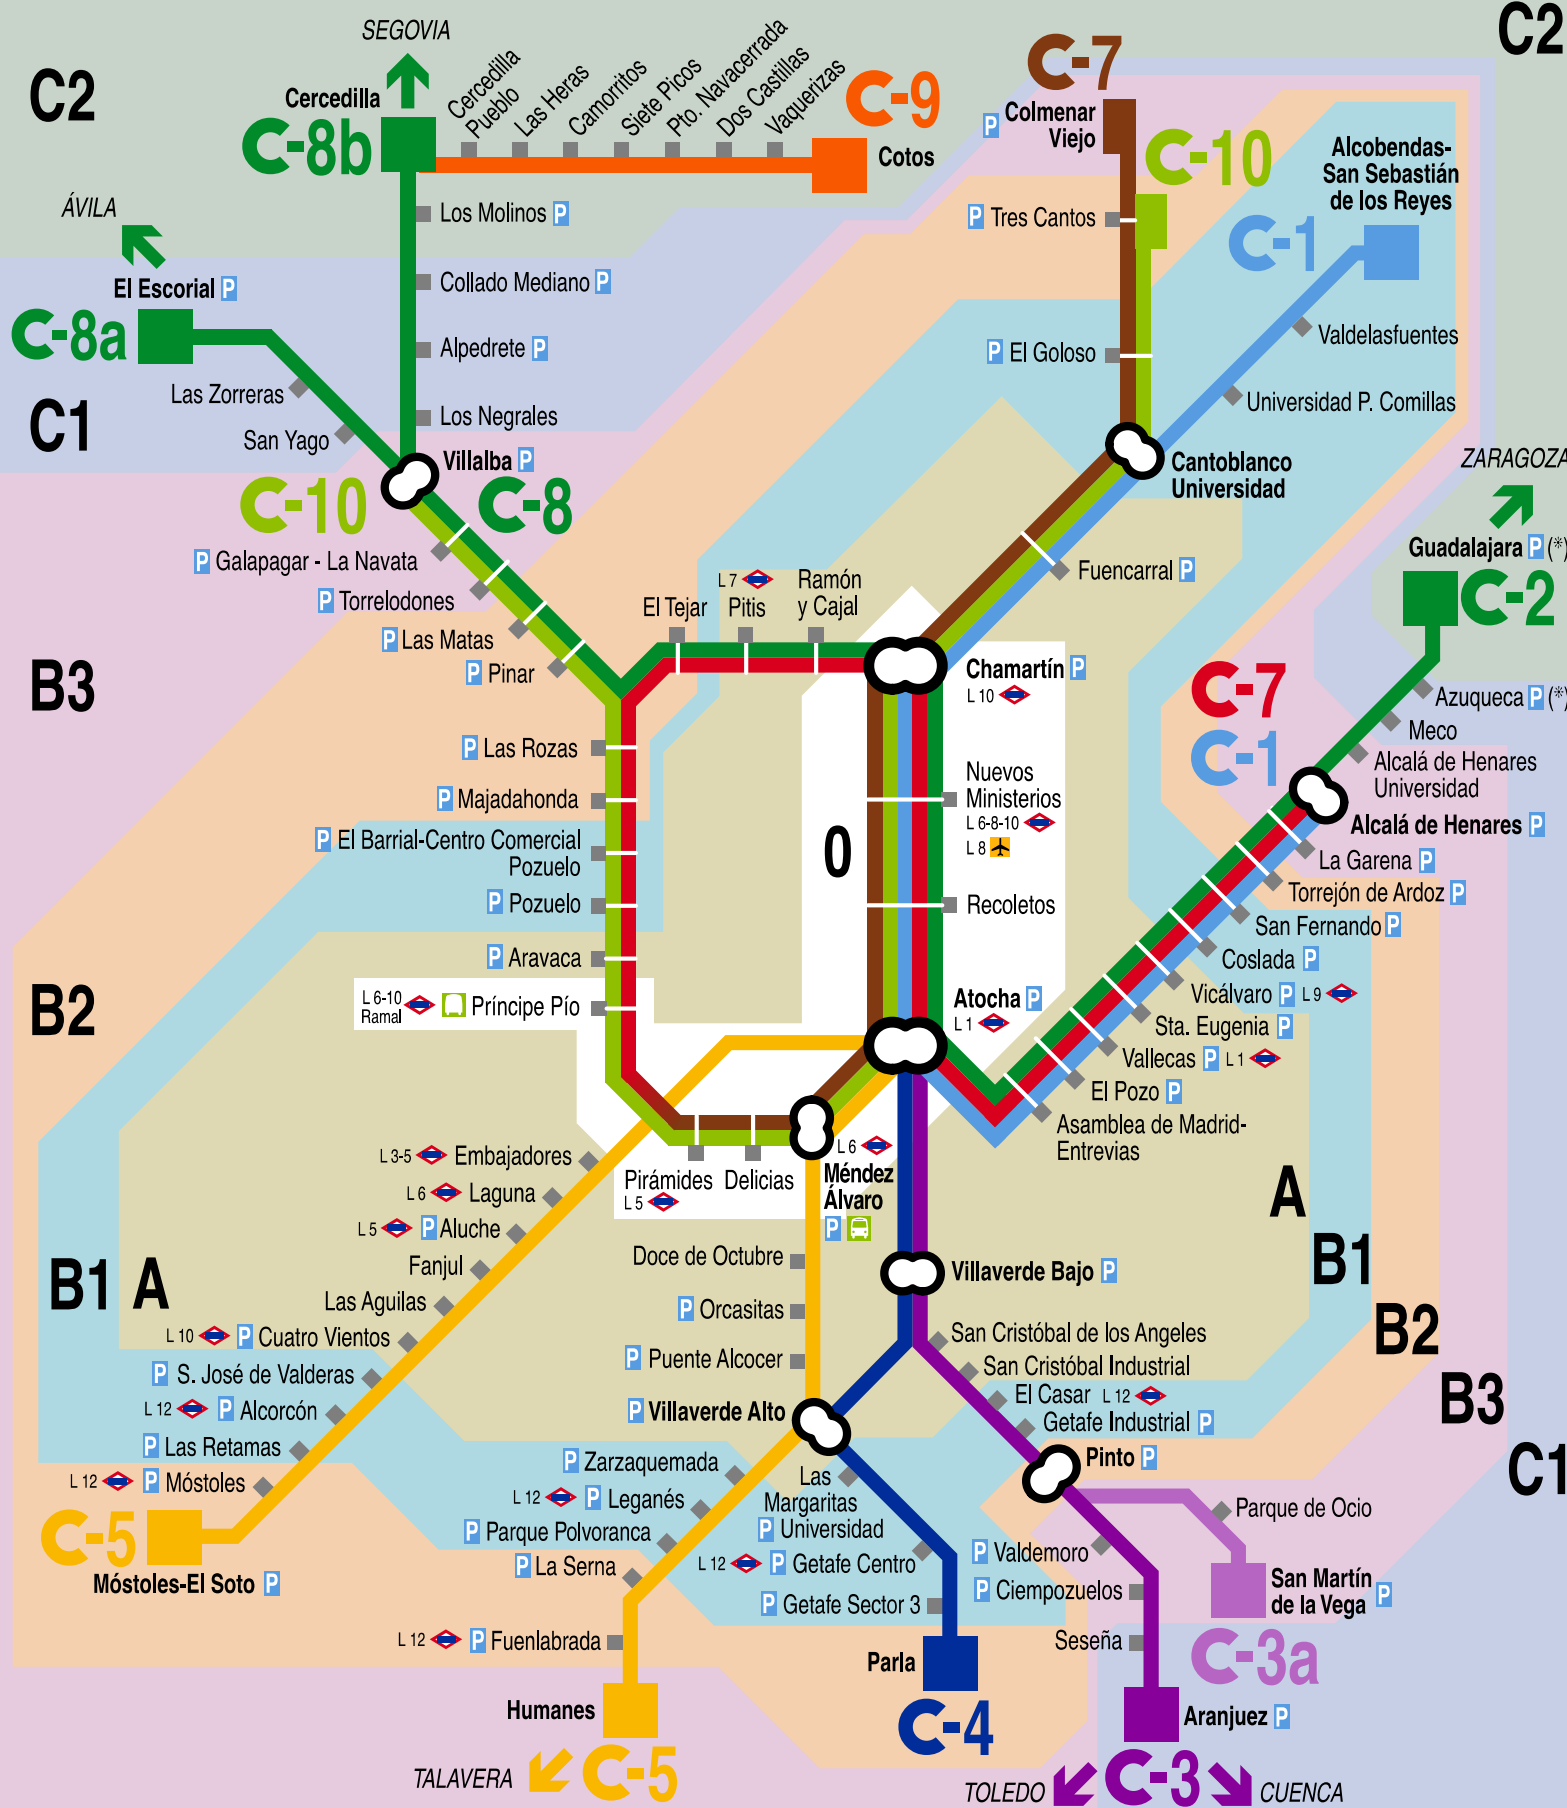 C2
SEGOVIA
Cercedilla
C-8b
Cercedilla
Pueblo
Las Heras
Camorritos
Siete Picos
Pto. Navacerrada
Dos Castillas
Vaquerizas
C-9
Cotos
C-7
P Colmenar
Viejo
C-10
C2
Alcobendas-
San Sebastián
de los Reyes
C-1
ÁVILA
El Escorial P
C-8a
Los Molinos P
Collado Mediano P
Alpedrete P
Los Negrales
Las Zorreras
San Yago
C1
Villalba P
C-10
C-8
P Tres Cantos
P El Goloso
Valdelasfuentes
Universidad P. Comillas
Cantoblanco
Universidad
Fuencarral P
ZARAGOZA
Guadalajara P (*)
C-2
Azuqueca P (*)
Meco
Alcalá de Henares
Universidad
C-7
C-1
Alcalá de Henares P
P Galapagar - La Navata
P Torrelodones
P Las Matas
P Pinar
B3
El Tejar
L 7
Pitis
Ramón
y Cajal
Chamartín P
L 10
P Las Rozas
P Majadahonda
P El Barrial-Centro Comercial
Pozuelo
P Pozuelo
P Aravaca
L 6-10
Ramal
Príncipe Pío
0
Nuevos
Ministerios
L 6-8-10
L 8
Recoletos
Atocha P
L 1
La Garena P
Torrejón de Ardoz P
San Fernando P
Coslada P
Vicálvaro P L 9
Sta. Eugenia P
Vallecas P L 1
El Pozo P
Asamblea de Madrid-
Entrevias
B2
L 3-5 Embajadores
L 6 Laguna
L 5 P Aluche
Fanjul
Las Aguilas
L 10 P Cuatro Vientos
P S. José de Valderas
L 12 P Alcorcón
P Las Retamas
L 12 P Móstoles
C-5
Móstoles-El Soto P
B1
A
Pirámides
L 5
Delicias
L 6
Méndez
Álvaro
P
Doce de Octubre
P Orcasitas
P Puente Alcocer
P Villaverde Alto
Villaverde Bajo P
A
B1
B2
B3
C1
San Cristóbal de los Angeles
San Cristóbal Industrial
El Casar L 12
Getafe Industrial P
Pinto P
P Zarzaquemada
L 12 P Leganés
P Parque Polvoranca
P La Serna
L 12 P Fuenlabrada
Humanes
C-5
TALAVERA
Las
Margaritas
P Universidad
L 12 P Getafe Centro
P Getafe Sector 3
Parla
C-4
Parque de Ocio
San Martín
de la Vega P
C-3a
P Valdemoro
P Ciempozuelos
Seseña
Aranjuez P
TOLEDO
C-3
CUENCA